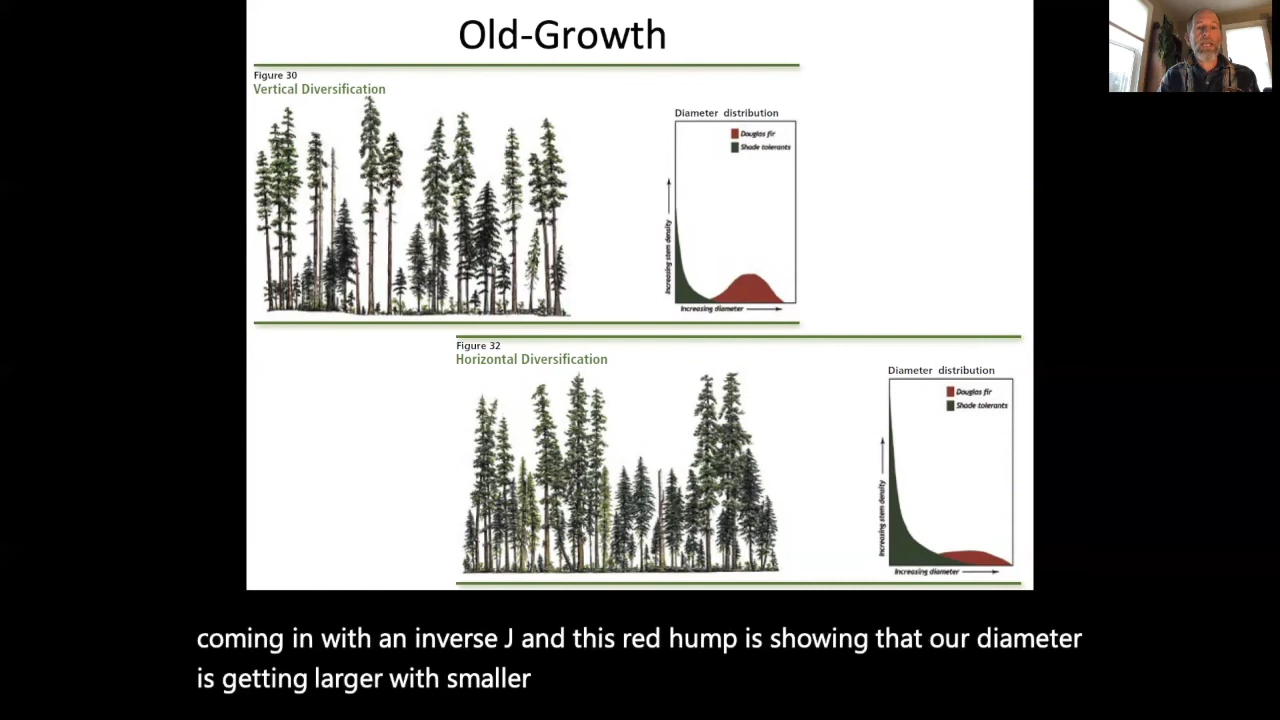 Old-Growth
Figure 30
Vertical Diversification
Diameter distribution
Douglas fir
Shade tolerants
Increasing stem density
Increasing diameter
Figure 32
Horizontal Diversification
Diameter distribution
Douglas fir
Shade tolerants
Increasing stem density
Increasing diameter
coming in with an inverse J and this red hump is showing that our diameter
is getting larger with smaller